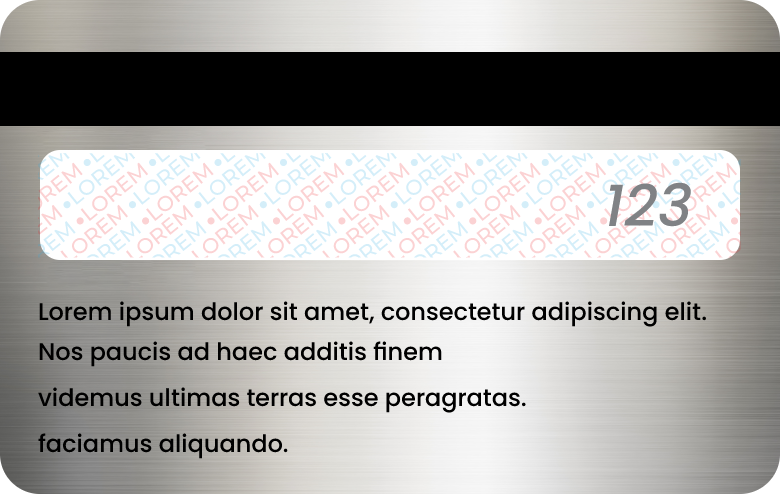 LOREM
123
Lorem ipsum dolor sit amet, consectetur adipiscing elit.
Nos paucis ad haec additis finem
videmus ultimas terras esse peragratas.
faciamus aliquando.